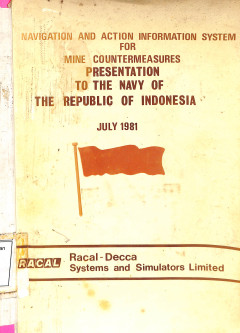 NAVIGATION AND ACTION INFORMATION SYSTEM
FOR
MINE COUNTERMEASURES
PRESENTATION
TO THE NAVY OF
THE REPUBLIC OF INDONESIA
JULY 1981
RACAL
Racal-Decca
Systems and Simulators Limited